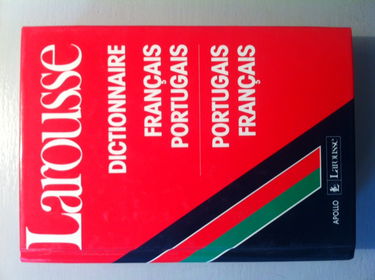 Larousse
DICTIONNAIRE
FRANÇAIS
PORTUGAIS
PORTUGAIS
FRANÇAIS
APOLLO
Larousse